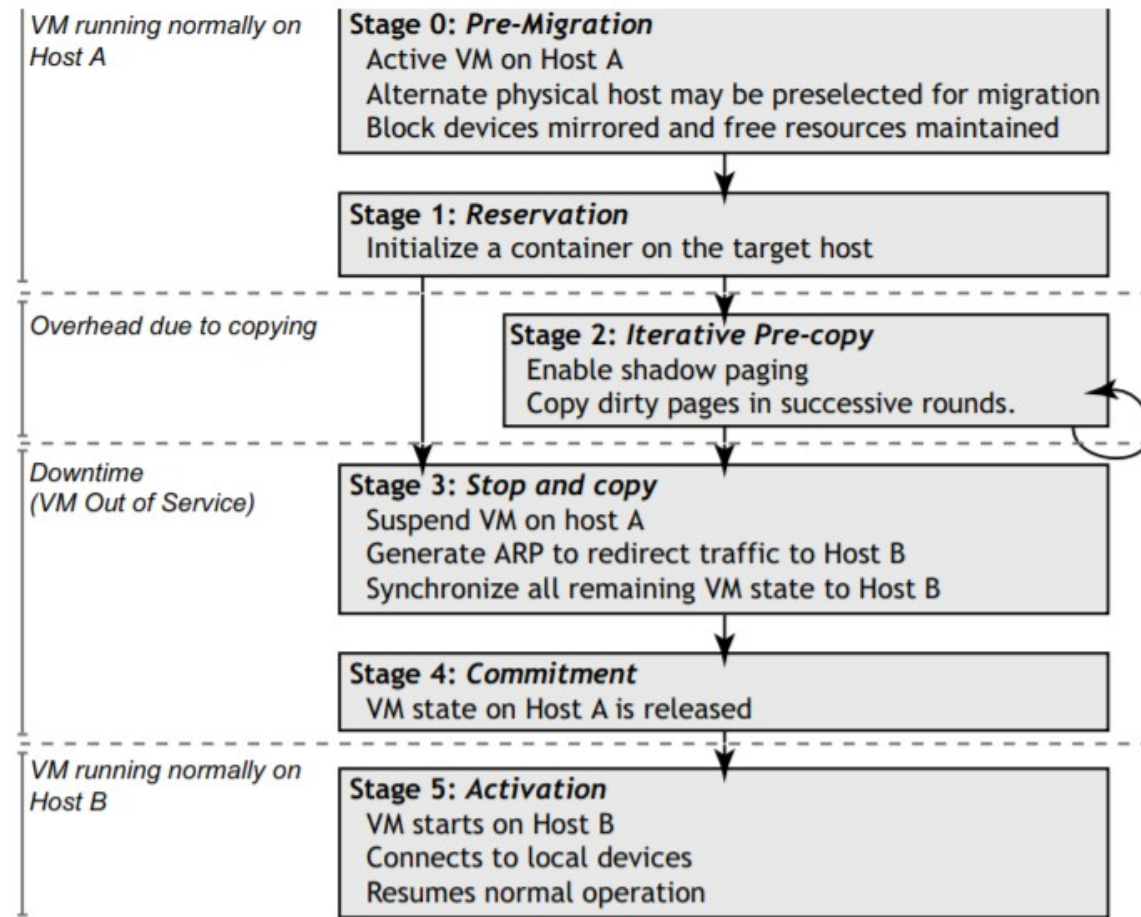 VM running normally on
Host A
Stage 0: Pre-Migration
Active VM on Host A
Alternate physical host may be preselected for migration
Block devices mirrored and free resources maintained
Stage 1: Reservation
Initialize a container on the target host
Overhead due to copying
Stage 2: Iterative Pre-copy
Enable shadow paging
Copy dirty pages in successive rounds.
Downtime
(VM Out of Service)
Stage 3: Stop and copy
Suspend VM on host A
Generate ARP to redirect traffic to Host B
Synchronize all remaining VM state to Host B
Stage 4: Commitment
VM state on Host A is released
VM running normally on
Host B
Stage 5: Activation
VM starts on Host B
Connects to local devices
Resumes normal operation